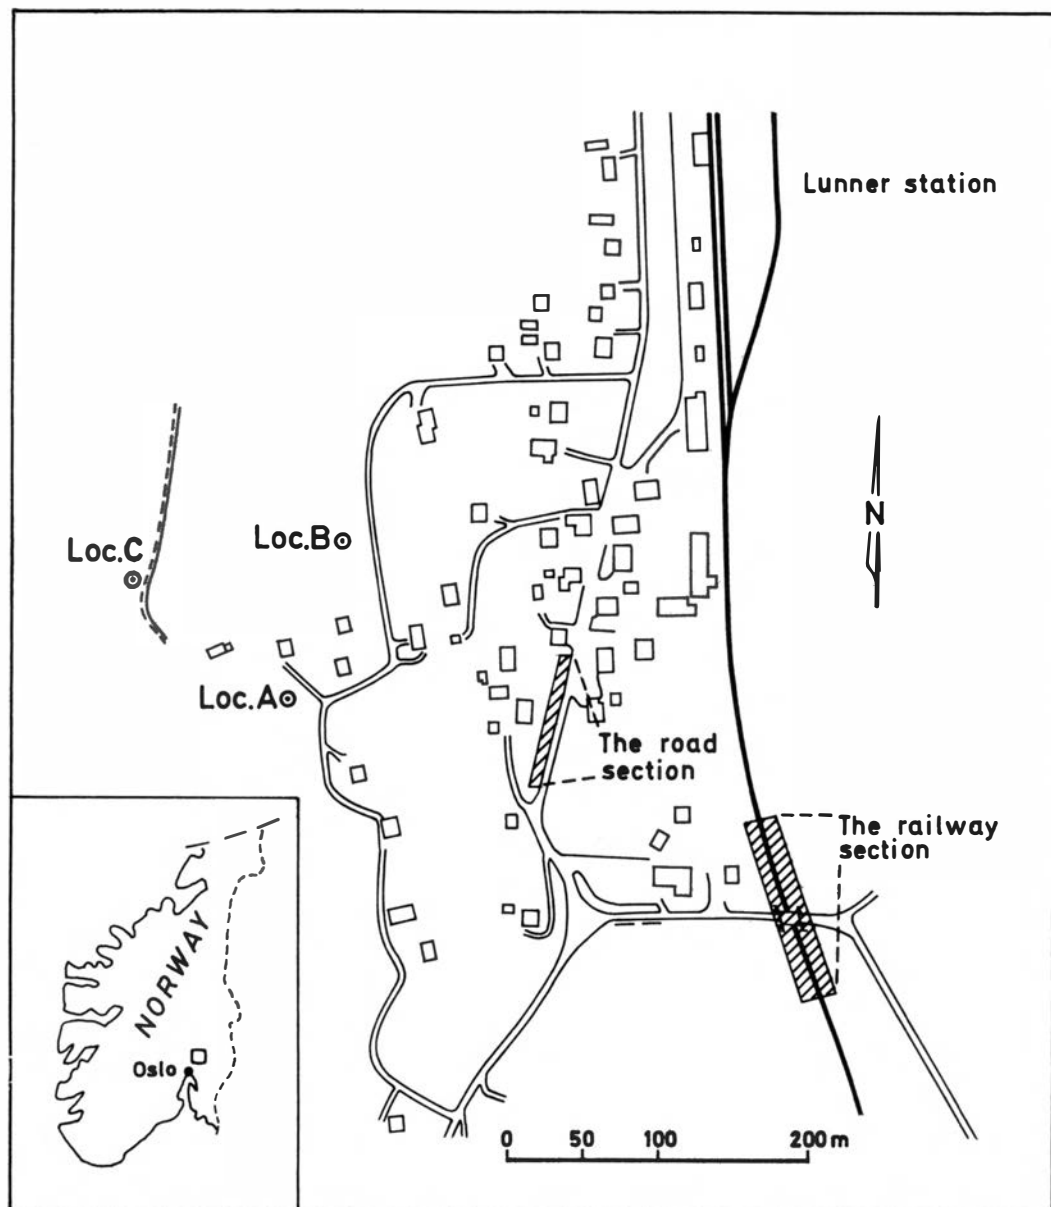 Lunner station
N
Loc.C
Loc.B
Loc.A
The road
section
The railway
section
NORWAY
Oslo
0 50 100 200 m